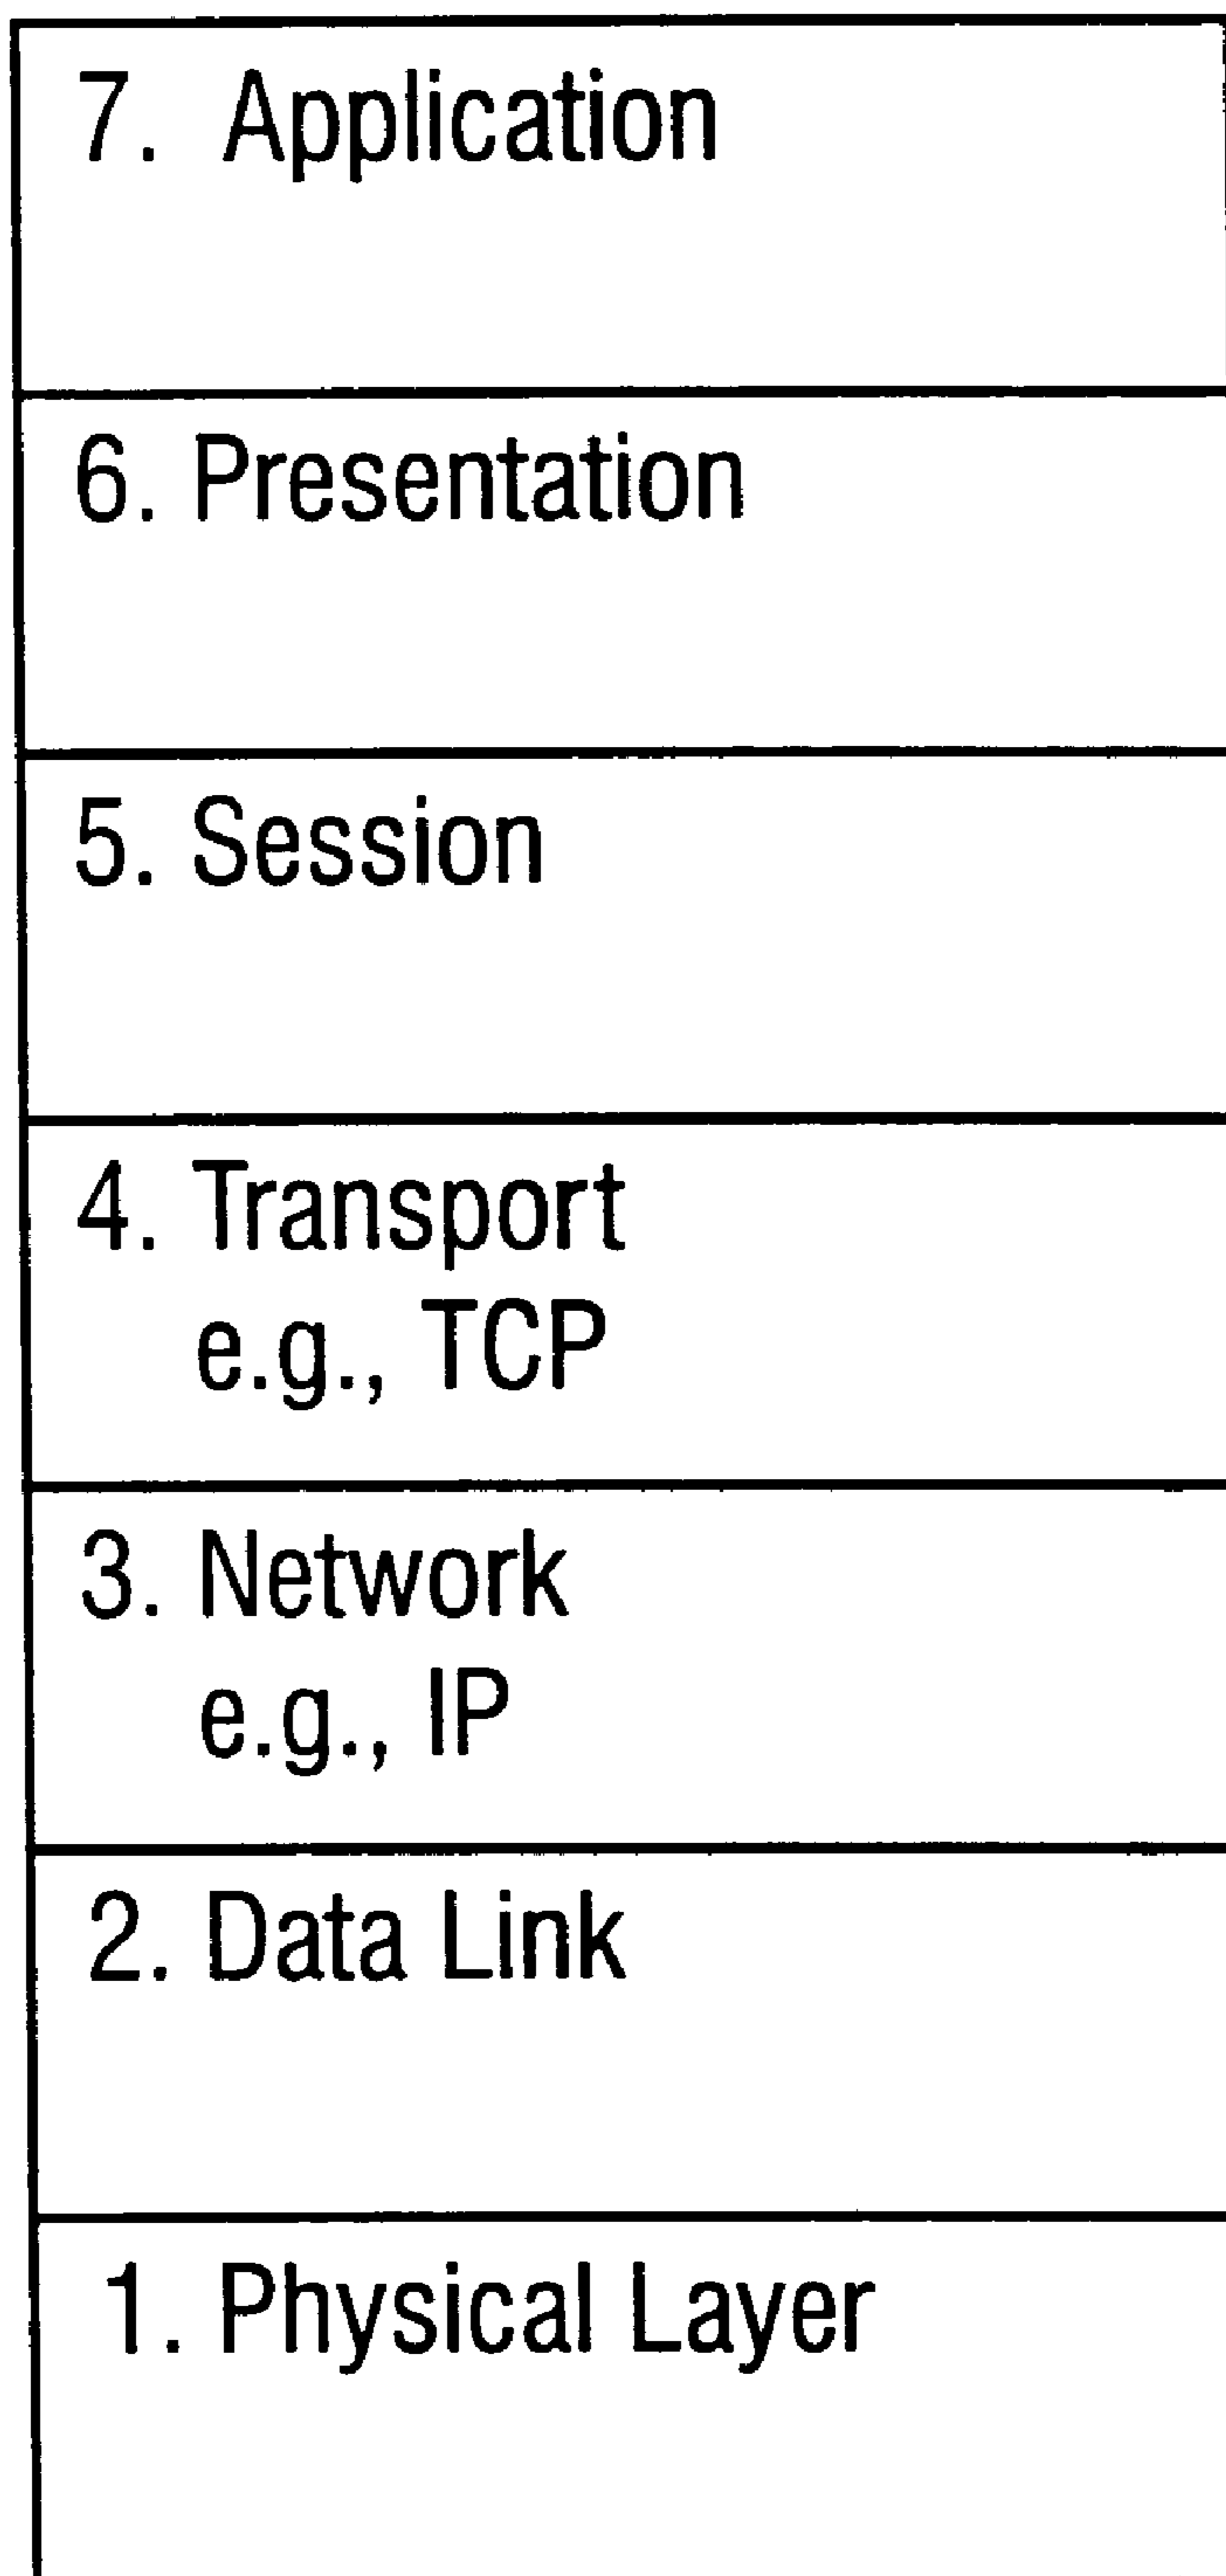 7. Application
6. Presentation
5. Session
4. Transport
e.g., TCP
3. Network
e.g., IP
2. Data Link
1. Physical Layer